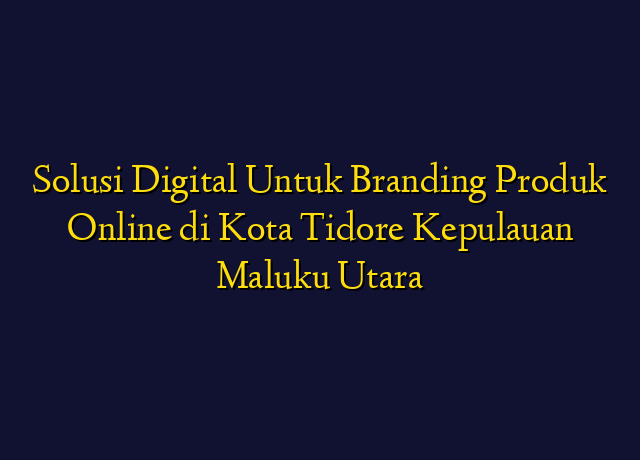 Solusi Digital Untuk Branding Produk
Online di Kota Tidore Kepulauan
Maluku Utara